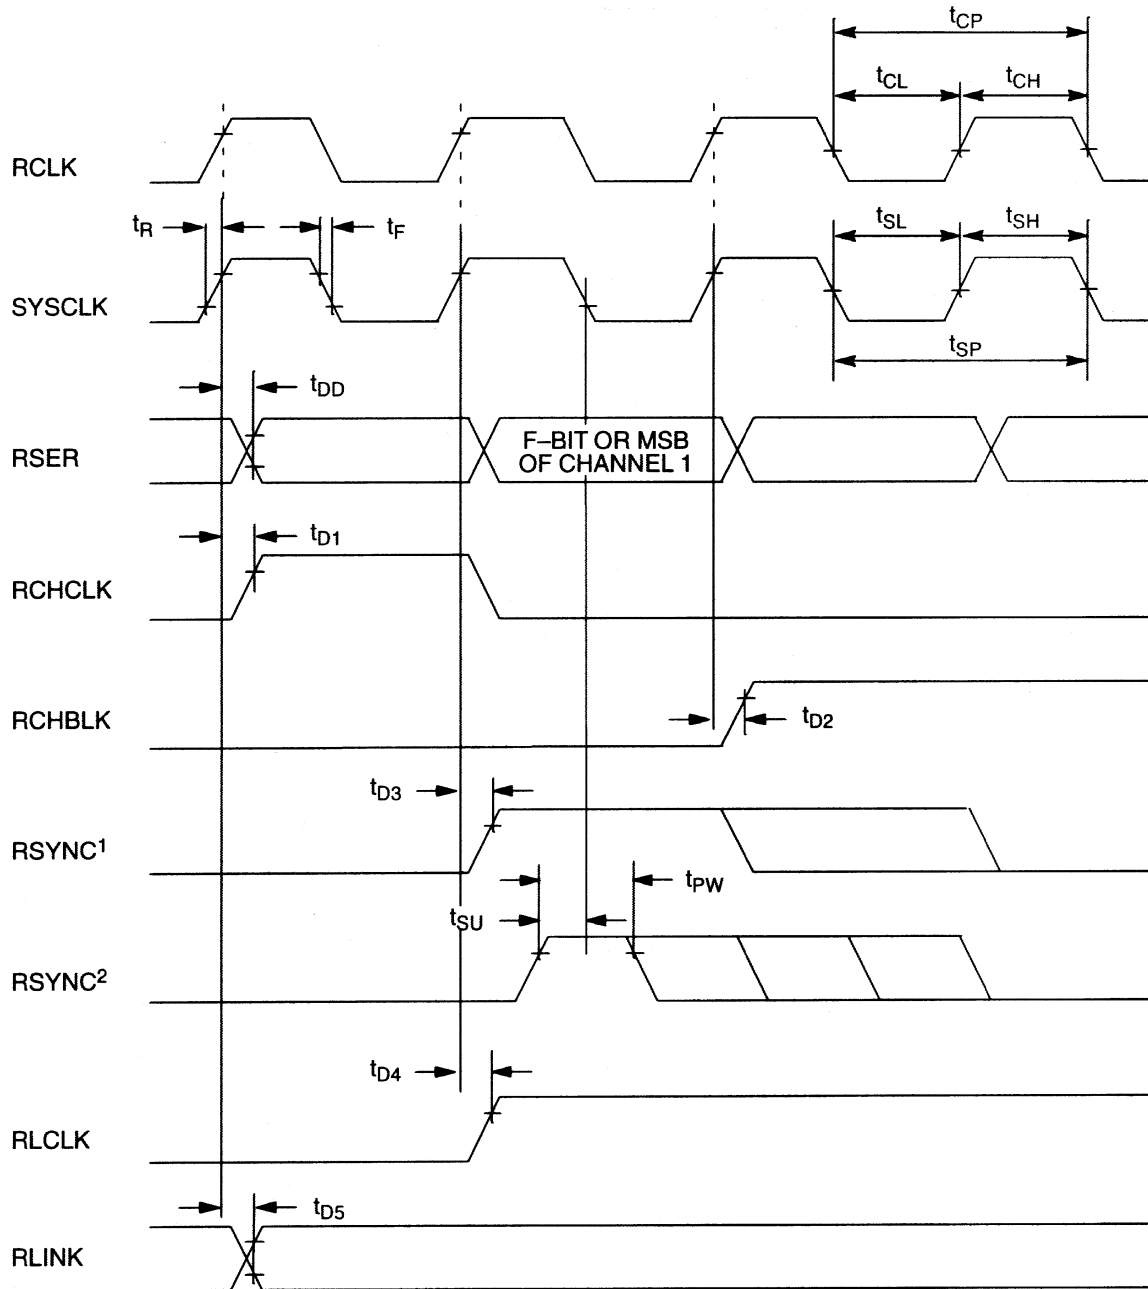 tCP
tCL tCH
RCLK
tR tF tSL tSH
SYSCLK
tSP
tDD
RSER F–BIT OR MSB
OF CHANNEL 1
tD1
RCHCLK
RCHBLK tD2
tD3
RSYNC1
tPW
tSU
RSYNC2
tD4
RLCLK
tD5
RLINK